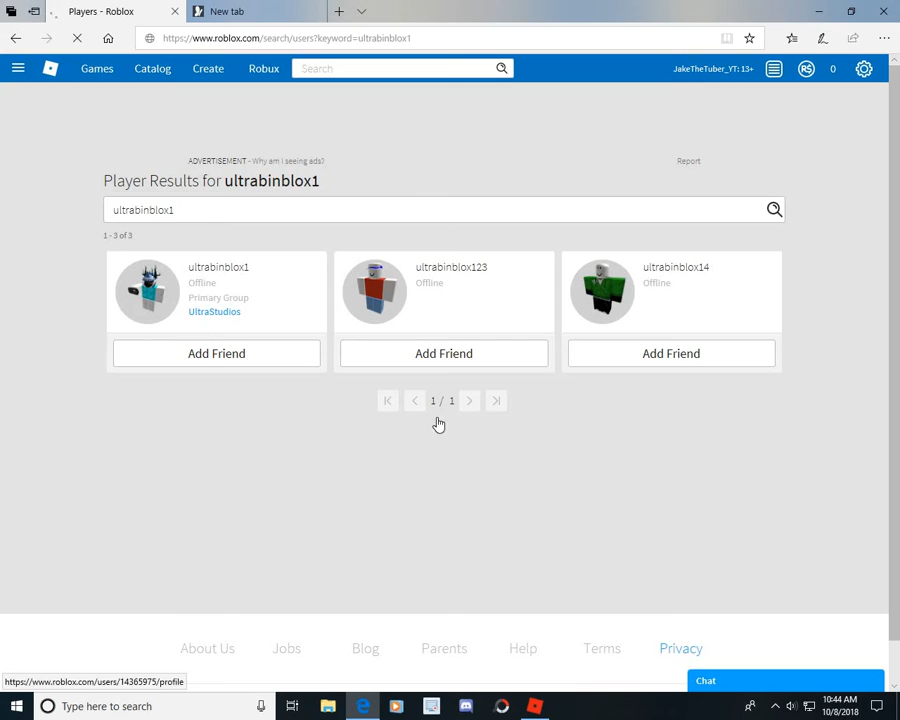 Players - Roblox
New tab
https://www.roblox.com/search/users?keyword=ultrabinblox1
Games
Catalog
Create
Robux
Search
JakeTheTuber_YT: 13+
R$
0
ADVERTISEMENT - Why am I seeing ads?
Report
Player Results for ultrabinblox1
ultrabinblox1
1 - 3 of 3
ultrabinblox1
Offline
Primary Group
UltraStudios
Add Friend
ultrabinblox123
Offline
Add Friend
ultrabinblox14
Offline
Add Friend
1 / 1
About Us
Jobs
Blog
Parents
Help
Terms
Privacy
https://www.roblox.com/users/14365975/profile
Chat
Type here to search
10:44 AM
10/8/2018